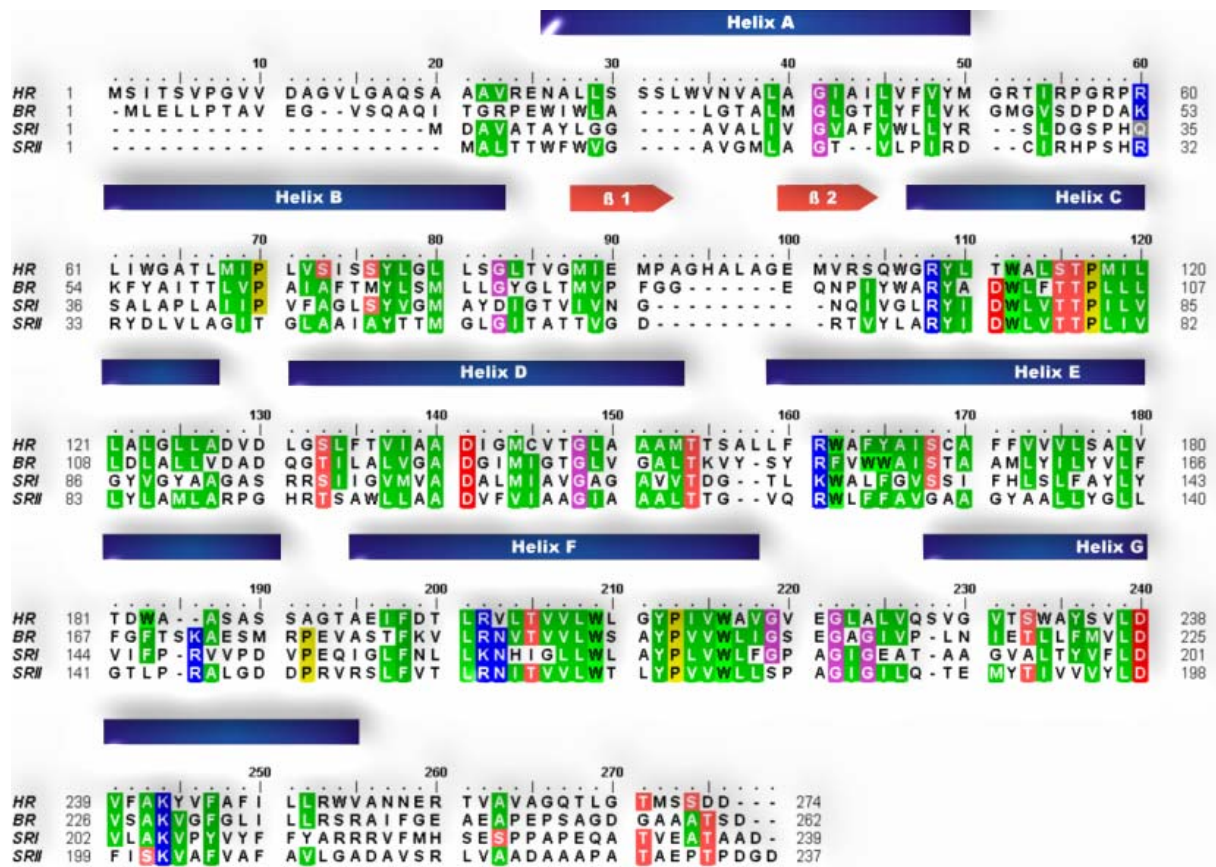 Helix A
10 20 30 40 50 60
HR 1 MSITSVPGVV DAGVLGAQSA AAVRENALLS SSLWVNVALA GIAILVFVYM GRTIRPGRPR 60
BR 1 -MLELLPTAV EG--VSQAQI TGRPEWIWLA ----LGTALM GLGTLYFLVK GMGVSDPDAK 53
SRI 1 ---------- ---------M DAVATAYLGG ----AVALIV GVAFVWLLYR --SLDGSPHQ 35
SRII 1 ---------- ---------- MALTTWFWVG ----AVGMLA GT--VLPIRD --CIRHPSHR 32
Helix B ß 1 ß 2 Helix C
70 80 90 100 110 120
HR 61 LIWGATLMIP LVSISSYLGL LSGLTVGMIE MPAGHALAGE MVRSQWGRYL TWALSTPMIL 120
BR 54 KFYAITTLVP AIAFTMYLSM LLGYGLTMVP FGG------E QNPIYWARYA DWLFTTPLLL 107
SRI 36 SALAPLAIIP VFAGLSYVGM AYDIGTVIVN G--------- -NQIVGLRYI DWLVTTPILV 85
SRII 33 RYDLVLAGIT GLAAIAYTTM GLGITATTVG D--------- -RTVYLARYI DWLVTTPLIV 82
Helix D Helix E
130 140 150 160 170 180
HR 121 LALGLLADVD LGSLFTVIAA DIGMCVTGLA AAMTTSALLF RWAFYAISCA FFVVVLSALV 180
BR 108 LDLALLVDAD QGTILALVGA DGIMIGTGLV GALTKVY-SY RFVWWAISTA AMLYILYVLF 166
SRI 86 GYVGYAAGAS RRSIIGVMVA DALMIAVGAG AVVTDG--TL KWALFGVSSI FHLSLFAYLY 143
SRII 83 LYLAMLARPG HRTSAWLLAA DVFVIAAGIA AALTTG--VQ RWLFFAVGAA GYAALLYGLL 140
Helix F Helix G
190 200 210 220 230 240
HR 181 TDWA--ASAS SAGTAEIFDT LRVLTVVLWL GYPIVWAVGV EGLALVQSVG VTSWAYSVLD 238
BR 167 FGFTSKAESM RPEVASTFKV LRNVTVVLWS AYPVVWLIGS EGAGIVP-LN IETLLFMVLD 225
SRI 144 VIFP-RVVPD VPEQIGLFNL LKNHIGLLWL AYPLVWLFGP AGIGEAT-AA GVALTYVFLD 201
SRII 141 GTLP-RALGD DPRVRSLFVT LRNITVVLWT LYPVVWLLSP AGIGILQ-TE MYTIVVVYLD 198
250 260 270
HR 239 VFAKYVFAFI LLRWVANNER TVAVAGQTLG TMSSDD--- 274
BR 226 VSAKVGFGLI LLRSRAIFGE AEAPEPSAGD GAAATSD-- 262
SRI 202 VLAKVPYVYF FYARRRVFMH SESPPAPEQA TVEATAAD- 239
SRII 199 FISKVAFVAF AVLGADAVSR LVAADAAAPA TAEPTPDGD 237